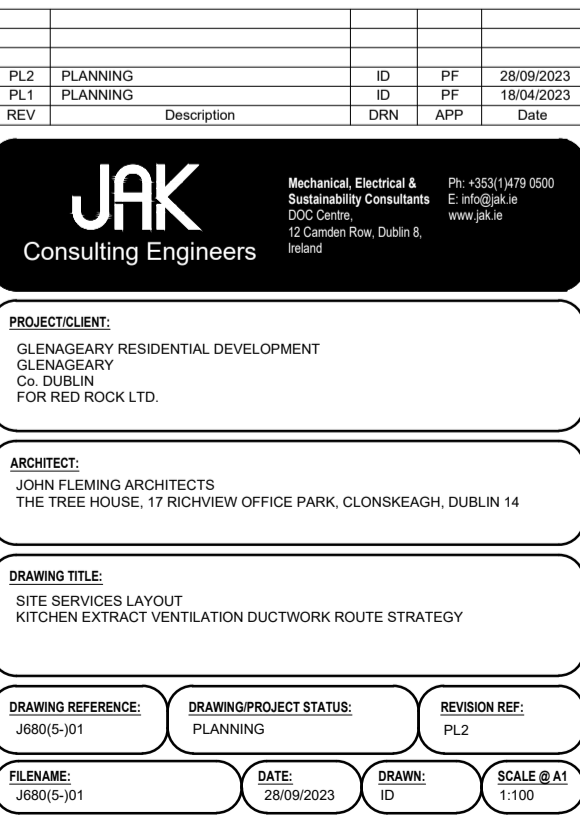 PL2 PLANNING ID PF 28/09/2023
PL1 PLANNING ID PF 18/04/2023
REV Description DRN APP Date
JAK
Consulting Engineers
Mechanical, Electrical &
Sustainability Consultants
DOC Centre,
12 Camden Row, Dublin 8,
Ireland
Ph: +353(1)479 0500
E: info@jak.ie
www.jak.ie
PROJECT/CLIENT:
GLENAGEARY RESIDENTIAL DEVELOPMENT
GLENAGEARY
Co. DUBLIN
FOR RED ROCK LTD.
ARCHITECT:
JOHN FLEMING ARCHITECTS
THE TREE HOUSE, 17 RICHVIEW OFFICE PARK, CLONSKEAGH, DUBLIN 14
DRAWING TITLE:
SITE SERVICES LAYOUT
KITCHEN EXTRACT VENTILATION DUCTWORK ROUTE STRATEGY
DRAWING REFERENCE:
J680(5-)01
DRAWING/PROJECT STATUS:
PLANNING
REVISION REF:
PL2
FILENAME:
J680(5-)01
DATE:
28/09/2023
DRAWN:
ID
SCALE @ A1
1:100